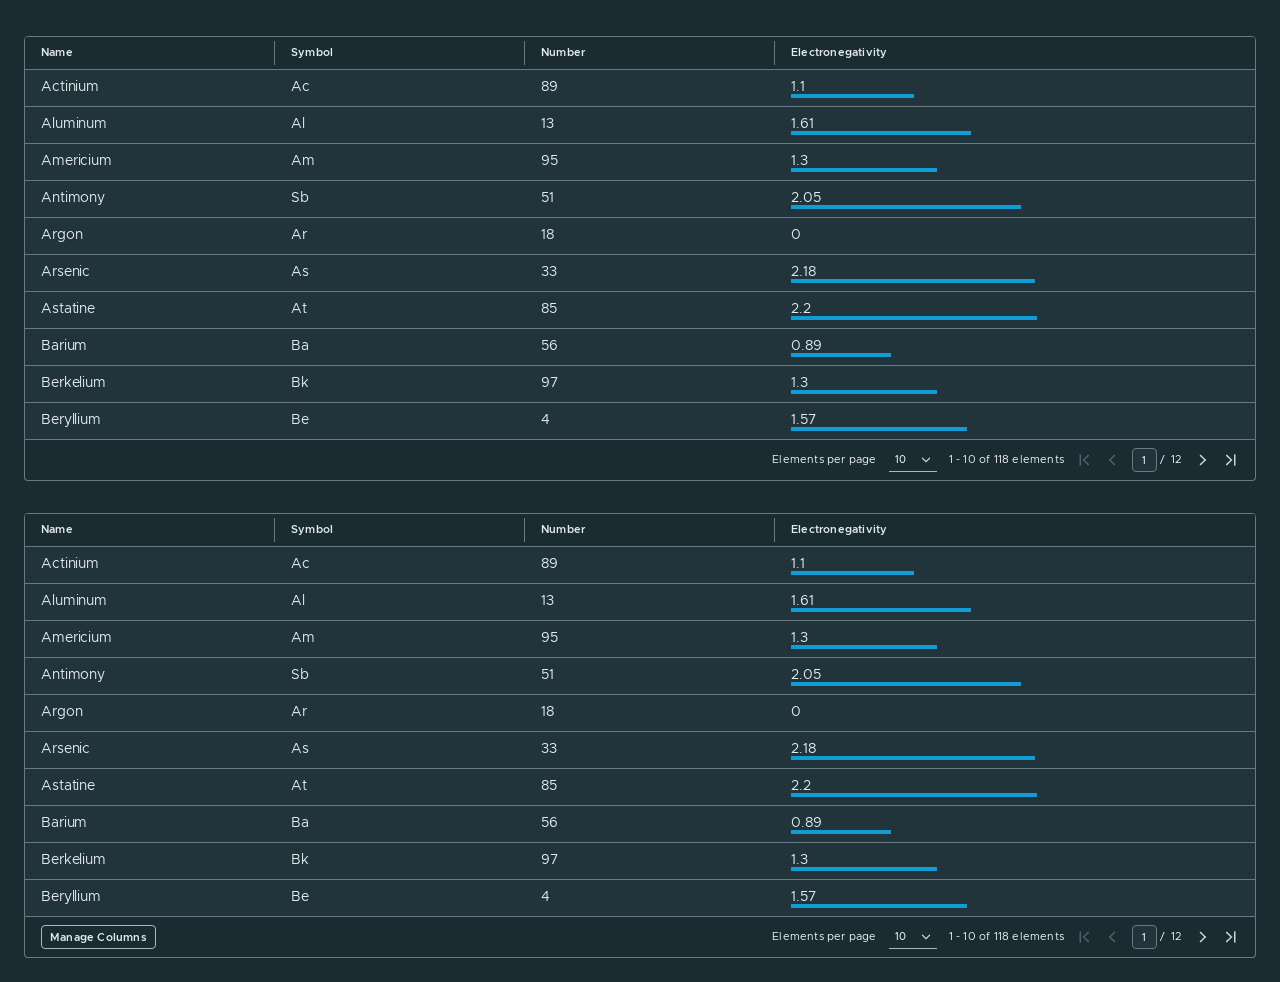 Name Symbol Number Electronegativity
Actinium Ac 89 1.1
Aluminum Al 13 1.61
Americium Am 95 1.3
Antimony Sb 51 2.05
Argon Ar 18 0
Arsenic As 33 2.18
Astatine At 85 2.2
Barium Ba 56 0.89
Berkelium Bk 97 1.3
Beryllium Be 4 1.57
Elements per page 10 1 - 10 of 118 elements 1 / 12
Name Symbol Number Electronegativity
Actinium Ac 89 1.1
Aluminum Al 13 1.61
Americium Am 95 1.3
Antimony Sb 51 2.05
Argon Ar 18 0
Arsenic As 33 2.18
Astatine At 85 2.2
Barium Ba 56 0.89
Berkelium Bk 97 1.3
Beryllium Be 4 1.57
Manage Columns Elements per page 10 1 - 10 of 118 elements 1 / 12